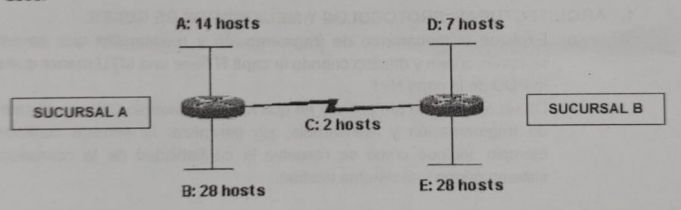 A: 14 hosts
D: 7 hosts
SUCURSAL A
C: 2 hosts
SUCURSAL B
B: 28 hosts
E: 28 hosts